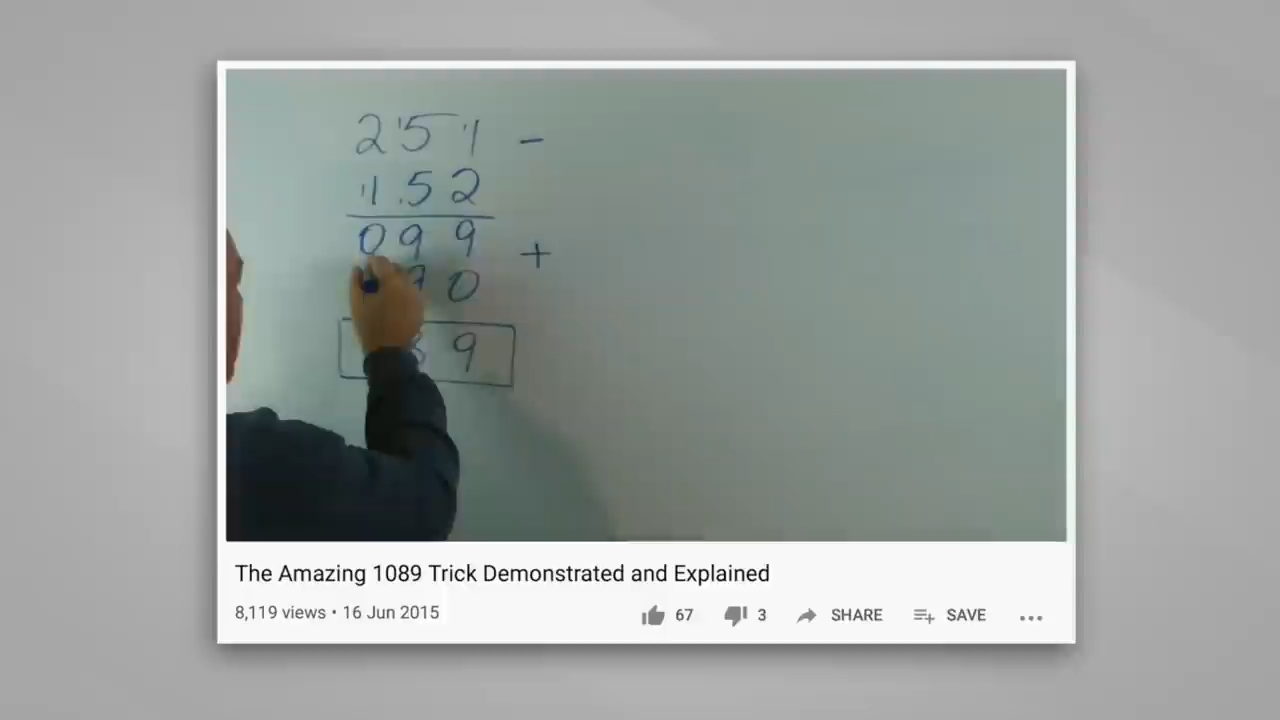 251 -
152
099 +
90
9
The Amazing 1089 Trick Demonstrated and Explained
8,119 views • 16 Jun 2015 67 3 SHARE SAVE ...